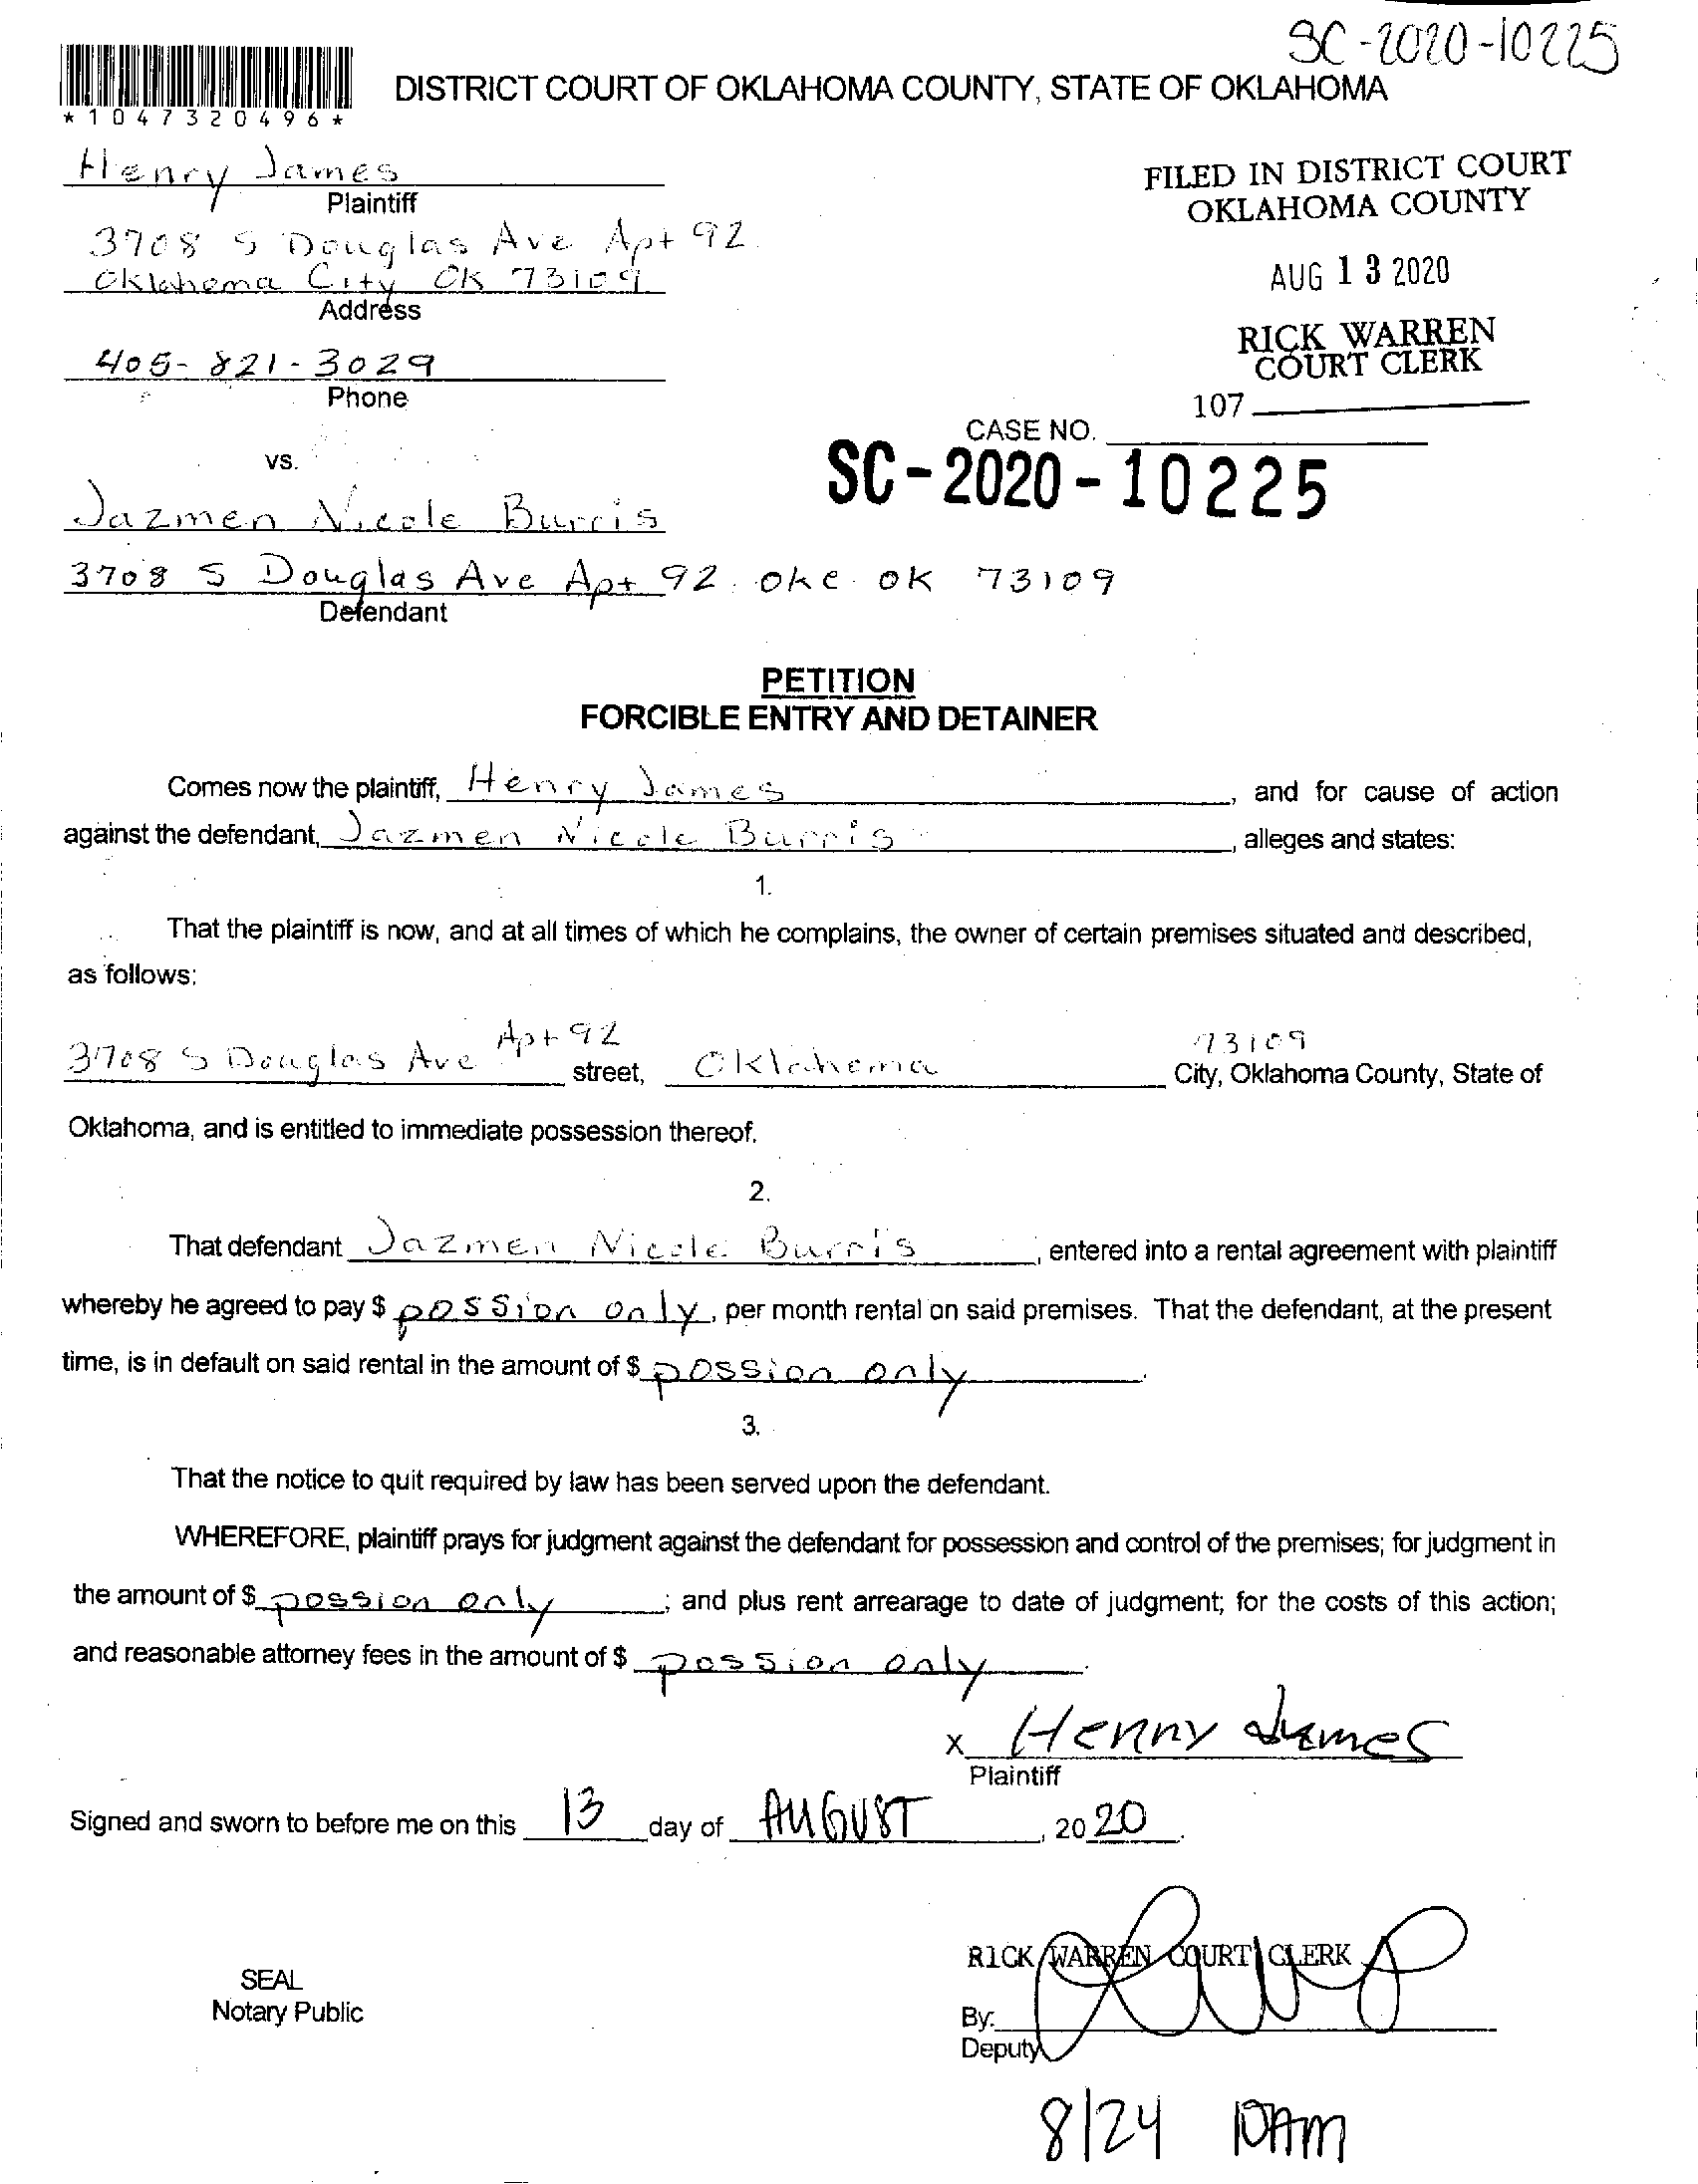 SC-2020-10225
*1047320496*
DISTRICT COURT OF OKLAHOMA COUNTY, STATE OF OKLAHOMA
Henry James
Plaintiff
3708 S Douglas Ave Apt 92
Oklahoma City OK 73109
Address
405-821-3029
Phone
FILED IN DISTRICT COURT
OKLAHOMA COUNTY
AUG 13 2020
RICK WARREN
COURT CLERK
107
CASE NO.
SC-2020-10225
vs.
Jazmen Nicole Burris
3708 S Douglas Ave Apt 92 okc ok 73109
Defendant
PETITION
FORCIBLE ENTRY AND DETAINER
Comes now the plaintiff, Henry James, and for cause of action
against the defendant, Jazmen Nicole Burris, alleges and states:
1.
That the plaintiff is now, and at all times of which he complains, the owner of certain premises situated and described,
as follows:
3708 S Douglas Ave Apt 92 street, Oklahoma 73109 City, Oklahoma County, State of
Oklahoma, and is entitled to immediate possession thereof.
2.
That defendant Jazmen Nicole Burris, entered into a rental agreement with plaintiff
whereby he agreed to pay $ possion only, per month rental on said premises. That the defendant, at the present
time, is in default on said rental in the amount of $ possion only.
3.
That the notice to quit required by law has been served upon the defendant.
WHEREFORE, plaintiff prays for judgment against the defendant for possession and control of the premises; for judgment in
the amount of $ possion only; and plus rent arrearage to date of judgment; for the costs of this action;
and reasonable attorney fees in the amount of $ possion only.
X Henry James
Plaintiff
Signed and sworn to before me on this 13 day of AUGUST, 2020.
SEAL
Notary Public
RICK WARREN COURT CLERK
By:
Deputy
8/24 10AM